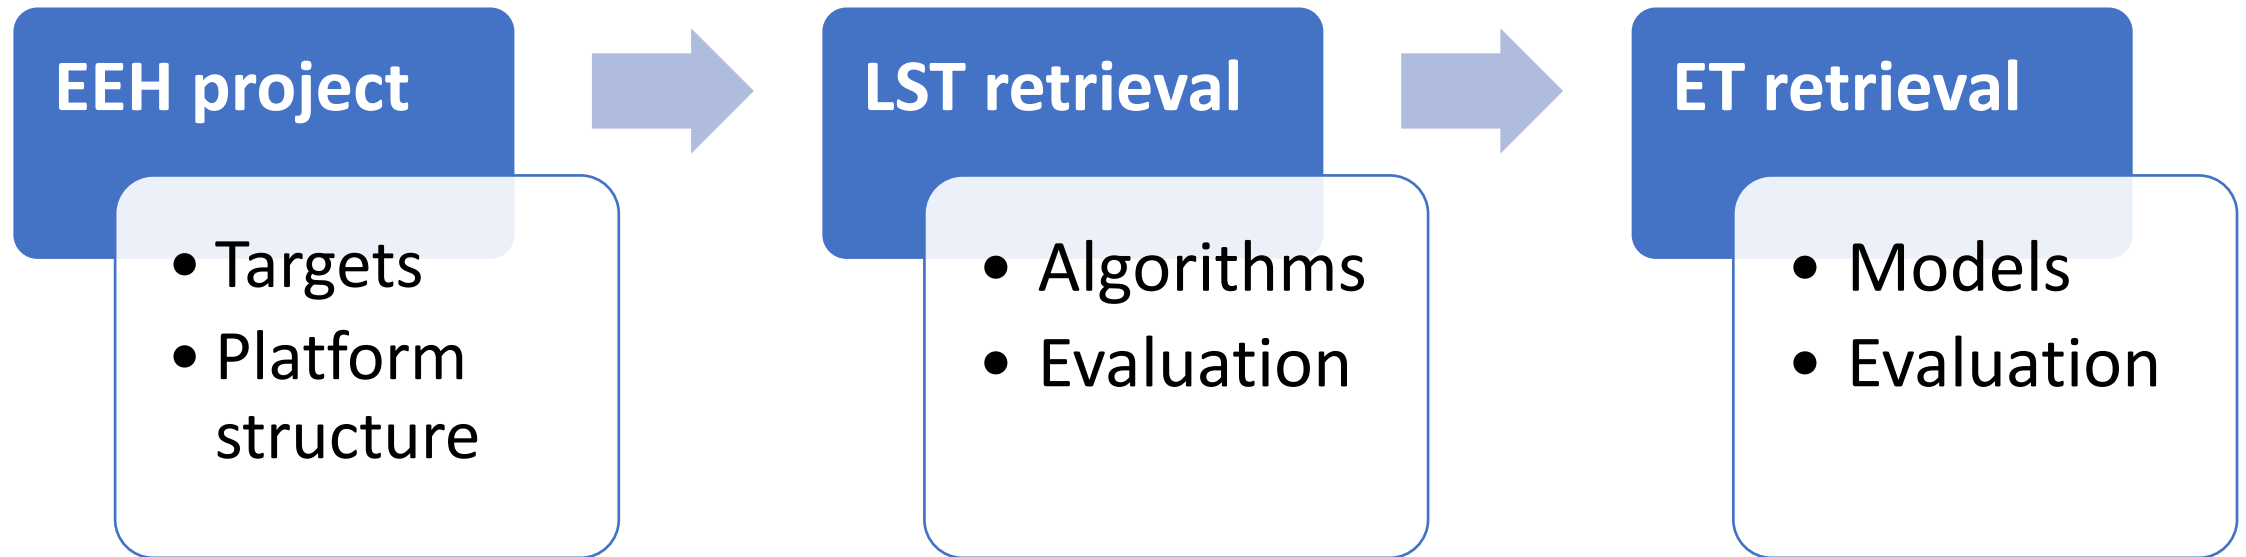 EEH project
• Targets
• Platform
structure
LST retrieval
• Algorithms
• Evaluation
ET retrieval
• Models
• Evaluation